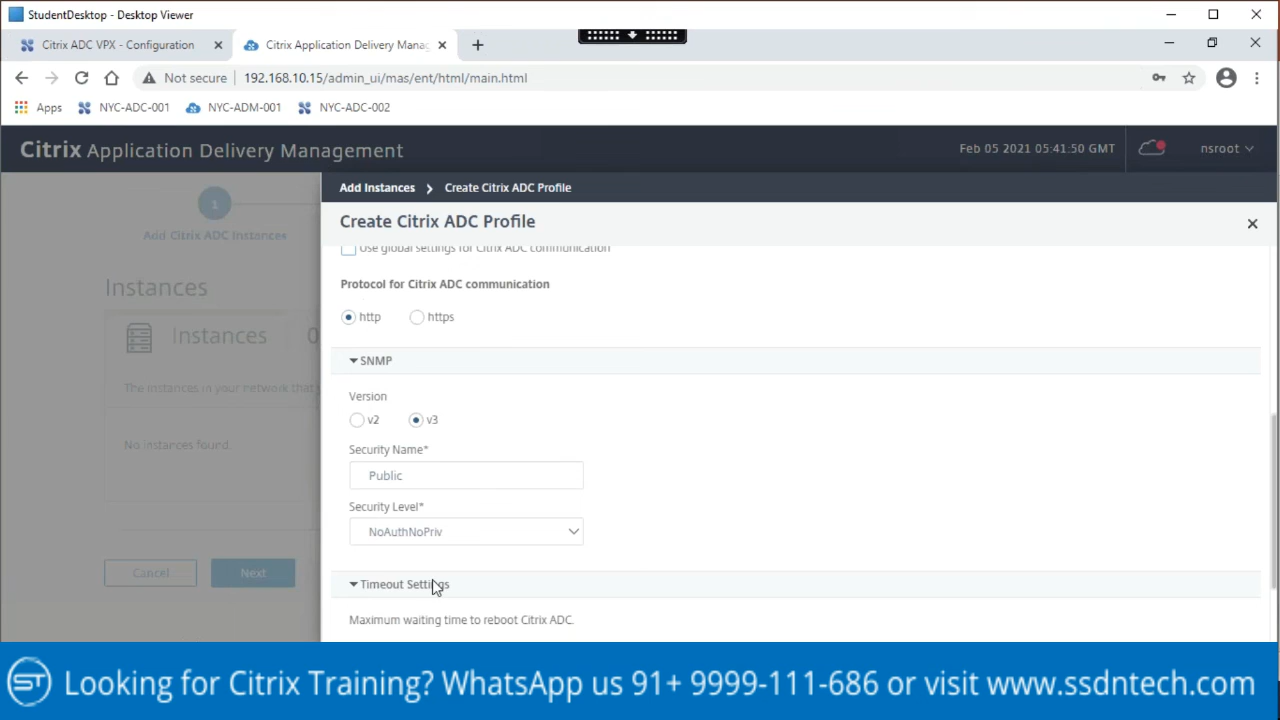 StudentDesktop - Desktop Viewer
Citrix ADC VPX - Configuration
Citrix Application Delivery Manag
Not secure
192.168.10.15/admin_ui/mas/ent/html/main.html
Apps
NYC-ADC-001
NYC-ADM-001
NYC-ADC-002
Citrix Application Delivery Management
Feb 05 2021 05:41:50 GMT
nsroot
1
Add Citrix ADC Instances
Instances
Instances 0
The instances in your network that
No instances found.
Cancel
Next
Add Instances
Create Citrix ADC Profile
Create Citrix ADC Profile
Use global settings for Citrix ADC communication
Protocol for Citrix ADC communication
http
https
SNMP
Version
v2
v3
Security Name*
Public
Security Level*
NoAuthNoPriv
Timeout Settings
Maximum waiting time to reboot Citrix ADC.
ST
Looking for Citrix Training? WhatsApp us 91+ 9999-111-686 or visit www.ssdntech.com